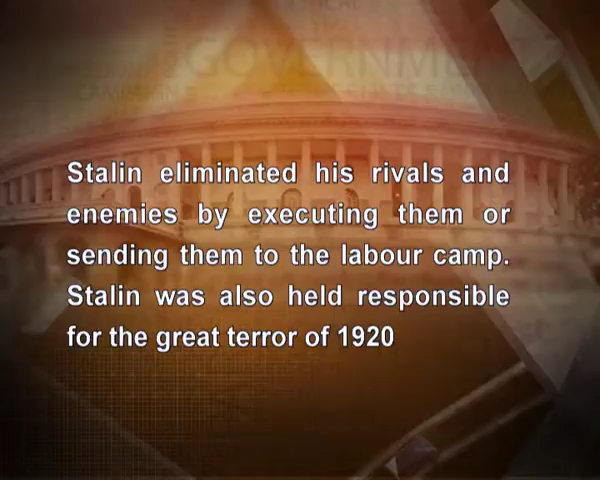 GOVERNMENT
Stalin eliminated his rivals and
enemies by executing them or
sending them to the labour camp.
Stalin was also held responsible
for the great terror of 1920